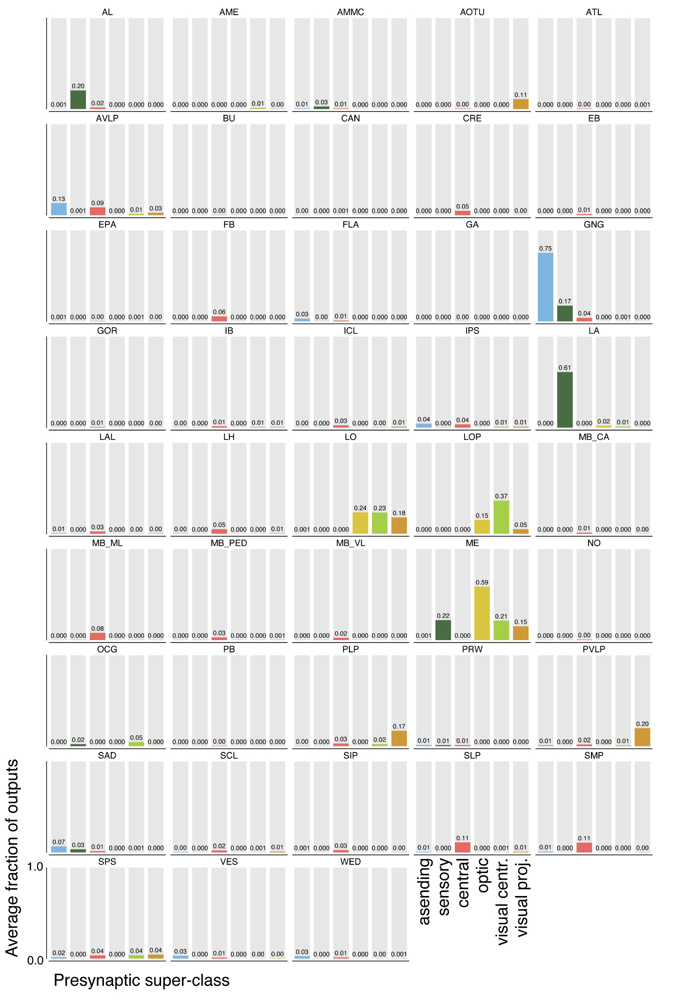 AL AME AMMC AOTU ATL
0.001 0.20 0.02 0.000 0.000 0.000 0.000 0.000 0.000 0.000 0.01 0.00 0.01 0.03 0.01 0.000 0.000 0.000 0.000 0.000 0.00 0.000 0.000 0.11 0.000 0.000 0.00 0.000 0.000 0.001
AVLP BU CAN CRE EB
0.13 0.001 0.09 0.000 0.01 0.03 0.000 0.000 0.00 0.000 0.000 0.000 0.00 0.000 0.001 0.000 0.000 0.000 0.000 0.000 0.05 0.000 0.000 0.00 0.000 0.000 0.01 0.000 0.000 0.000
EPA FB FLA GA GNG
0.001 0.000 0.00 0.000 0.001 0.00 0.000 0.000 0.06 0.000 0.000 0.000 0.03 0.00 0.01 0.000 0.000 0.000 0.000 0.000 0.00 0.000 0.000 0.000 0.75 0.17 0.04 0.000 0.001 0.000
GOR IB ICL IPS LA
0.000 0.000 0.01 0.000 0.000 0.00 0.00 0.000 0.01 0.000 0.01 0.01 0.00 0.000 0.03 0.000 0.00 0.01 0.04 0.000 0.04 0.000 0.01 0.01 0.000 0.61 0.000 0.02 0.01 0.000
LAL LH LO LOP MB_CA
0.01 0.000 0.03 0.000 0.00 0.00 0.00 0.000 0.05 0.000 0.000 0.01 0.001 0.000 0.000 0.24 0.23 0.18 0.000 0.000 0.000 0.15 0.37 0.05 0.000 0.000 0.01 0.000 0.000 0.00
MB_ML MB_PED MB_VL ME NO
0.000 0.000 0.08 0.000 0.000 0.000 0.000 0.000 0.03 0.000 0.000 0.001 0.000 0.000 0.02 0.000 0.000 0.000 0.001 0.22 0.000 0.59 0.21 0.15 0.000 0.000 0.00 0.000 0.000 0.000
OCG PB PLP PRW PVLP
0.000 0.02 0.000 0.000 0.05 0.000 0.000 0.000 0.00 0.000 0.000 0.000 0.00 0.000 0.03 0.000 0.02 0.17 0.01 0.01 0.01 0.000 0.000 0.000 0.01 0.000 0.02 0.000 0.01 0.20
SAD SCL SIP SLP SMP
0.07 0.03 0.01 0.000 0.001 0.000 0.00 0.000 0.02 0.000 0.001 0.01 0.001 0.000 0.03 0.000 0.000 0.00 0.01 0.000 0.11 0.000 0.001 0.01 0.01 0.000 0.11 0.000 0.000 0.00
SPS VES WED
1.0
0.02 0.000 0.04 0.000 0.04 0.04 0.03 0.000 0.01 0.000 0.00 0.00 0.03 0.000 0.01 0.000 0.00 0.001
0.0
asending
sensory
central
optic
visual centr.
visual proj.
Average fraction of outputs
Presynaptic super-class